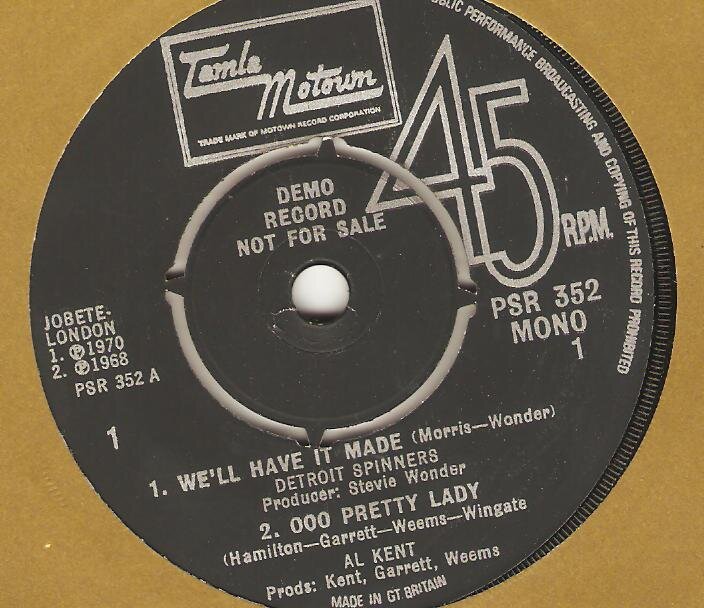 Tamla
Motown
TRADE MARK OF MOTOWN RECORD CORPORATION
PUBLIC PERFORMANCE BROADCASTING AND COPYING OF THIS RECORD PROHIBITED
45
R.P.M.
DEMO
RECORD
NOT FOR SALE
PSR 352
MONO
1
JOBETE-
LONDON
1. ℗1970
2. ℗1968
PSR 352 A
1
1. WE'LL HAVE IT MADE (Morris—Wonder)
DETROIT SPINNERS
Producer: Stevie Wonder
2. OOO PRETTY LADY
(Hamilton—Garrett—Weems—Wingate
AL KENT
Prods: Kent, Garrett, Weems
MADE IN GT BRITAIN